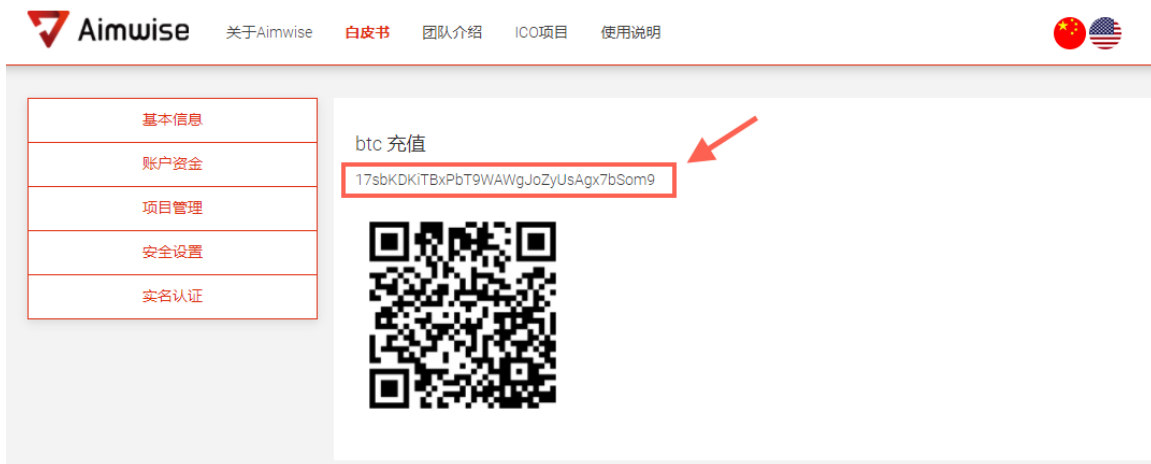 Aimwise 关于Aimwise 白皮书 团队介绍 ICO项目 使用说明
基本信息
账户资金
项目管理
安全设置
实名认证
btc 充值
17sbKDKiTBxPbT9WAWgJoZyUsAgx7bSom9